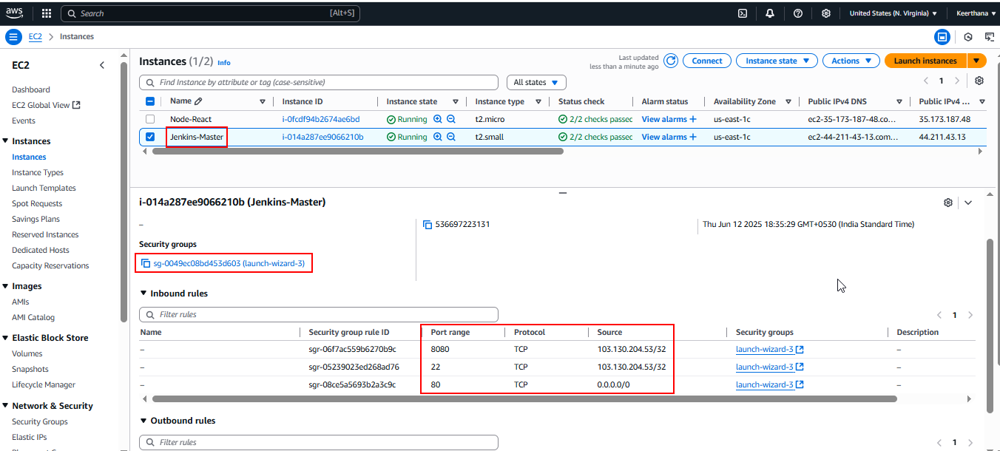 aws Search [Alt+S] United States (N. Virginia) Keerthana
EC2 Instances
EC2
Dashboard
EC2 Global View
Events
Instances
Instances
Instance Types
Launch Templates
Spot Requests
Savings Plans
Reserved Instances
Dedicated Hosts
Capacity Reservations
Images
AMIs
AMI Catalog
Elastic Block Store
Volumes
Snapshots
Lifecycle Manager
Network & Security
Security Groups
Elastic IPs
Instances (1/2) Info
Last updated
less than a minute ago
Connect Instance state Actions Launch instances
Find Instance by attribute or tag (case-sensitive) All states 1
Name Instance ID Instance state Instance type Status check Alarm status Availability Zone Public IPv4 DNS Public IPv4 ...
Node-React i-0fcdf94b2674ae6bd Running t2.micro 2/2 checks passec View alarms + us-east-1c ec2-35-173-187-48.co... 35.173.187.48
Jenkins-Master i-014a287ee9066210b Running t2.small 2/2 checks passec View alarms + us-east-1c ec2-44-211-43-13.com... 44.211.43.13
i-014a287ee9066210b (Jenkins-Master)
– 536697223131 Thu Jun 12 2025 18:35:29 GMT+0530 (India Standard Time)
Security groups
sg-0049ec08bd453d603 (launch-wizard-3)
Inbound rules
Filter rules 1
Name Security group rule ID Port range Protocol Source Security groups Description
– sgr-06f7ac559b6270b9c 8080 TCP 103.130.204.53/32 launch-wizard-3 –
– sgr-05239023ed268ad76 22 TCP 103.130.204.53/32 launch-wizard-3 –
– sgr-08ce5a5693b2a3c9c 80 TCP 0.0.0.0/0 launch-wizard-3 –
Outbound rules
Filter rules 1